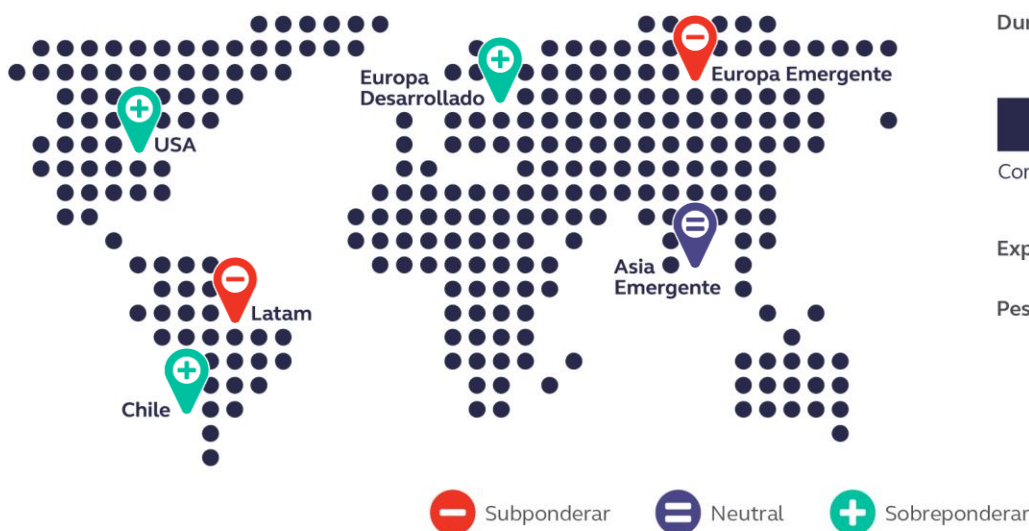 Europa
Desarrollado
Europa Emergente
USA
Asia
Emergente
Latam
Chile
Subponderar
Neutral
Sobreponderar